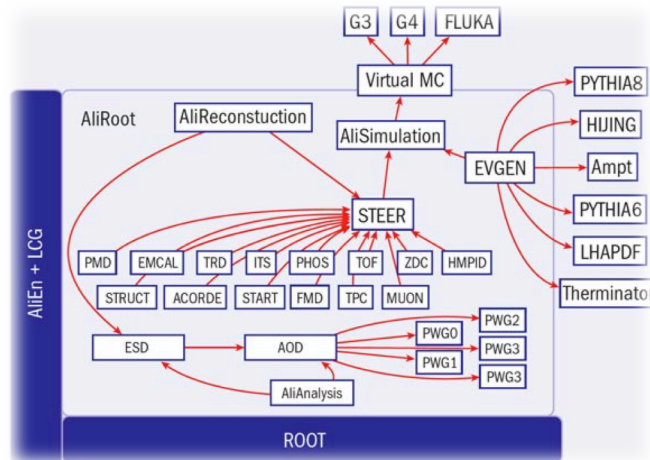 G3 G4 FLUKA
Virtual MC
PYTHIA8
AliRoot
AliReconstuction
AliSimulation
HIJING
EVGEN
Ampt
STEER
PYTHIA6
LHAPDF
PMD EMCAL TRD ITS PHOS TOF ZDC HMPID
STRUCT ACORDE START FMD TPC MUON
Therminator
ESD AOD PWG0 PWG2
PWG1 PWG3
PWG3
AliAnalysis
AliEn + LCG
ROOT